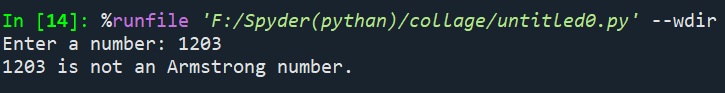 In [14]: %runfile 'F:/Spyder(pythan)/collage/untitled0.py' --wdir
Enter a number: 1203
1203 is not an Armstrong number.